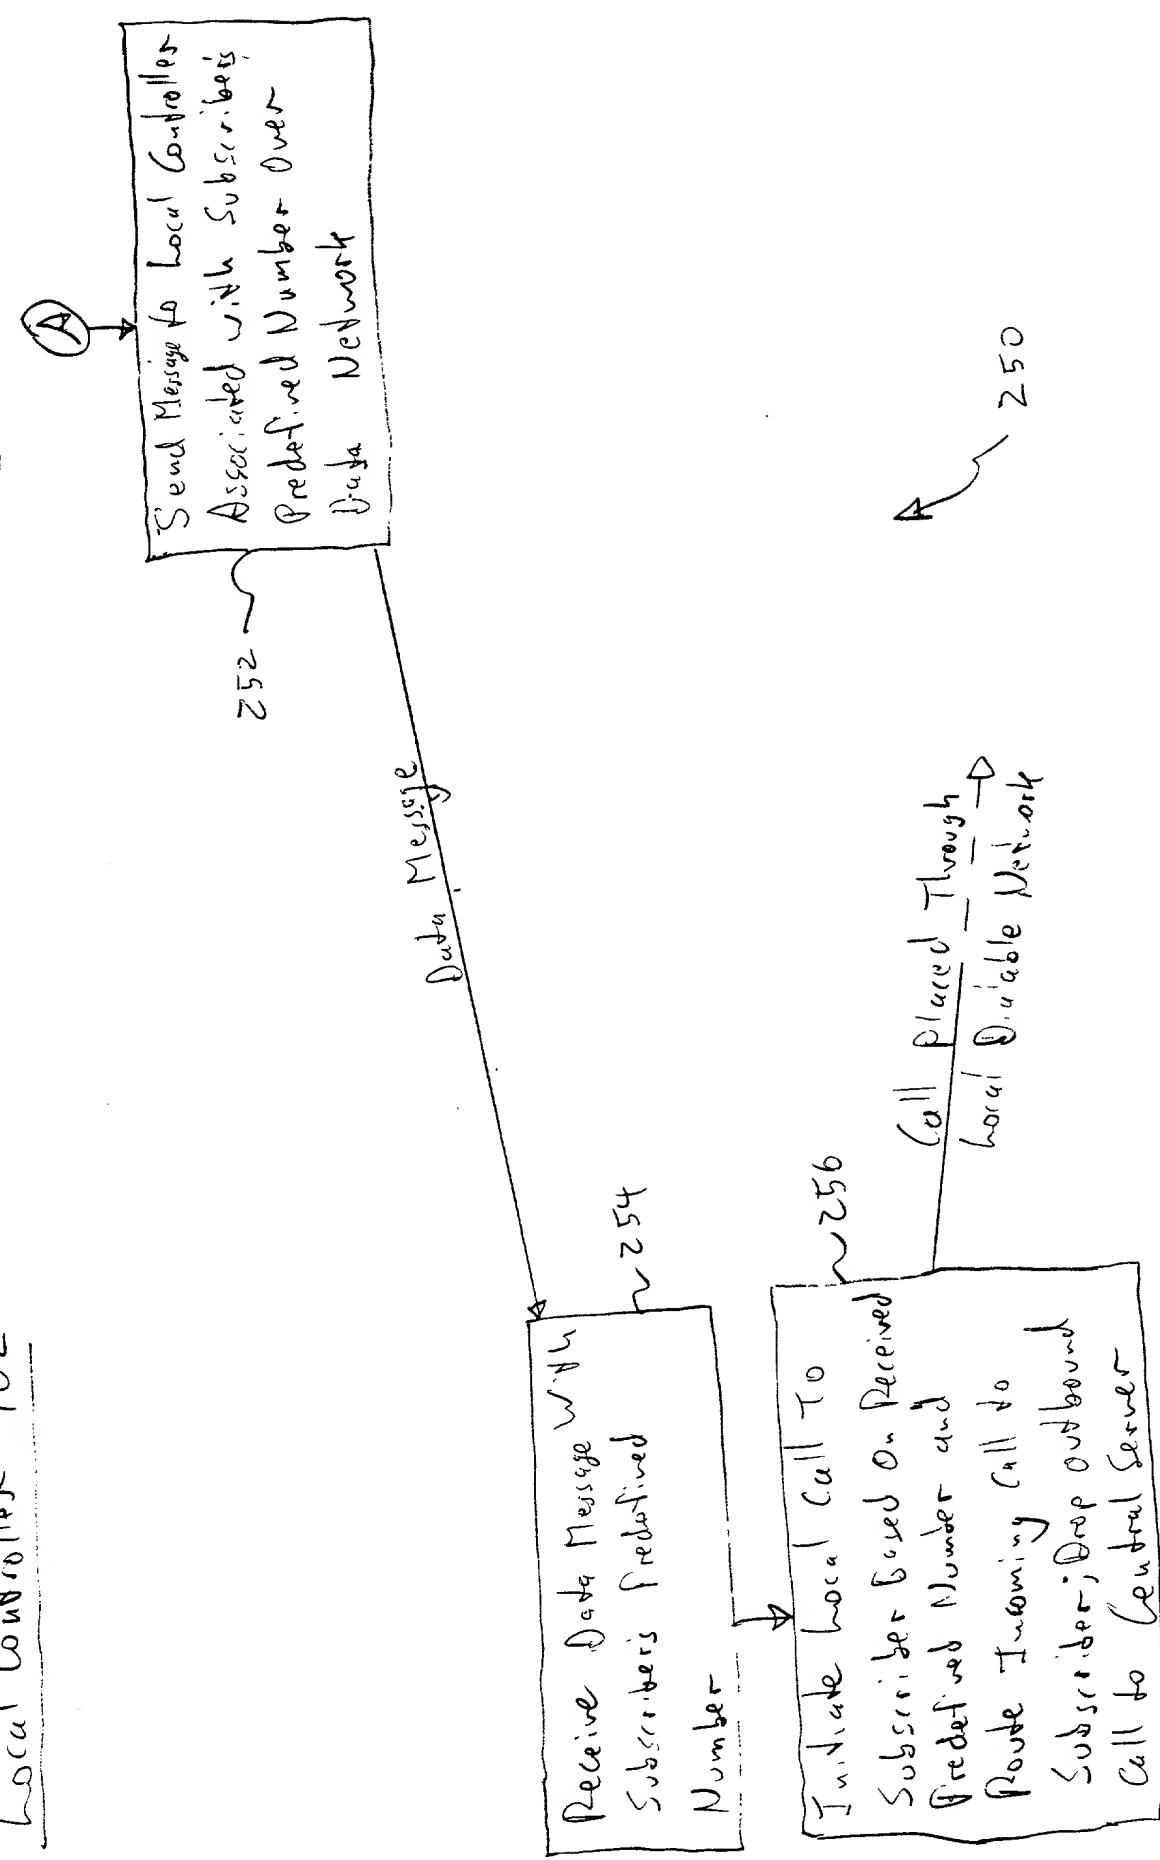 Local Controller 102
A
Send Message to Local Controller
Associated with Subscriber's
Predefined Number Over
Data Network
252
Data Message
Receive Data Message With
Subscriber's Predefined
Number
254
Initiate Local Call To
Subscriber Based On Received
Predefined Number and
Route Incoming Call to
Subscriber; Drop outbound
Call to Central Server
256
Call Placed Through
Local Dialable Network
250